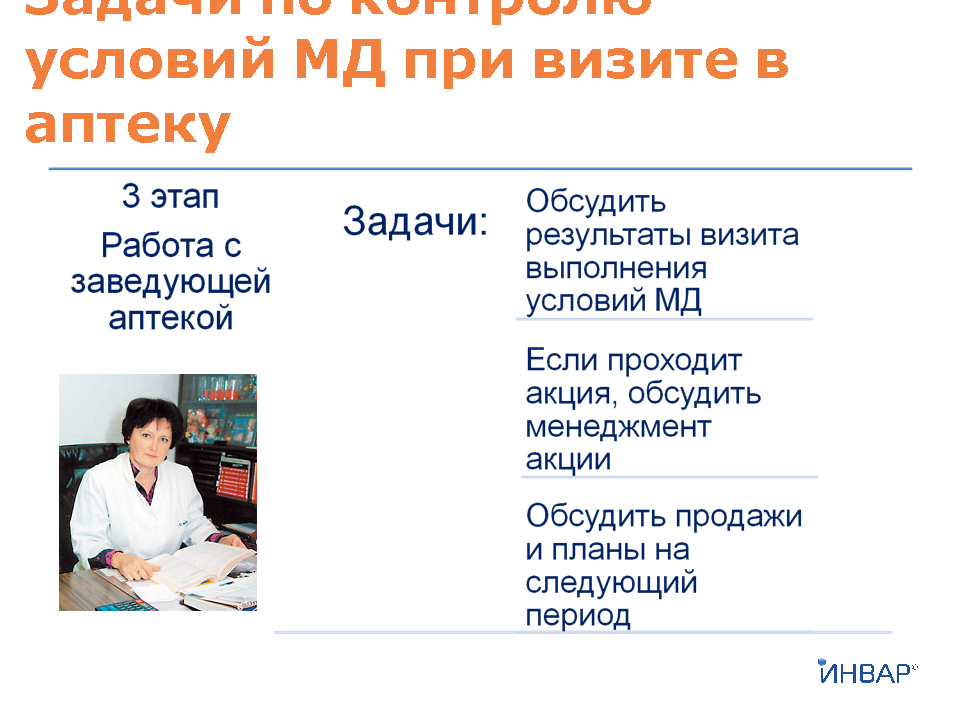 Задачи по контролю
условий МД при визите в
аптеку
3 этап
Работа с
заведующей
аптекой
Задачи:
Обсудить
результаты визита
выполнения
условий МД
Если проходит
акция, обсудить
менеджмент
акции
Обсудить продажи
и планы на
следующий
период
ИНВАР